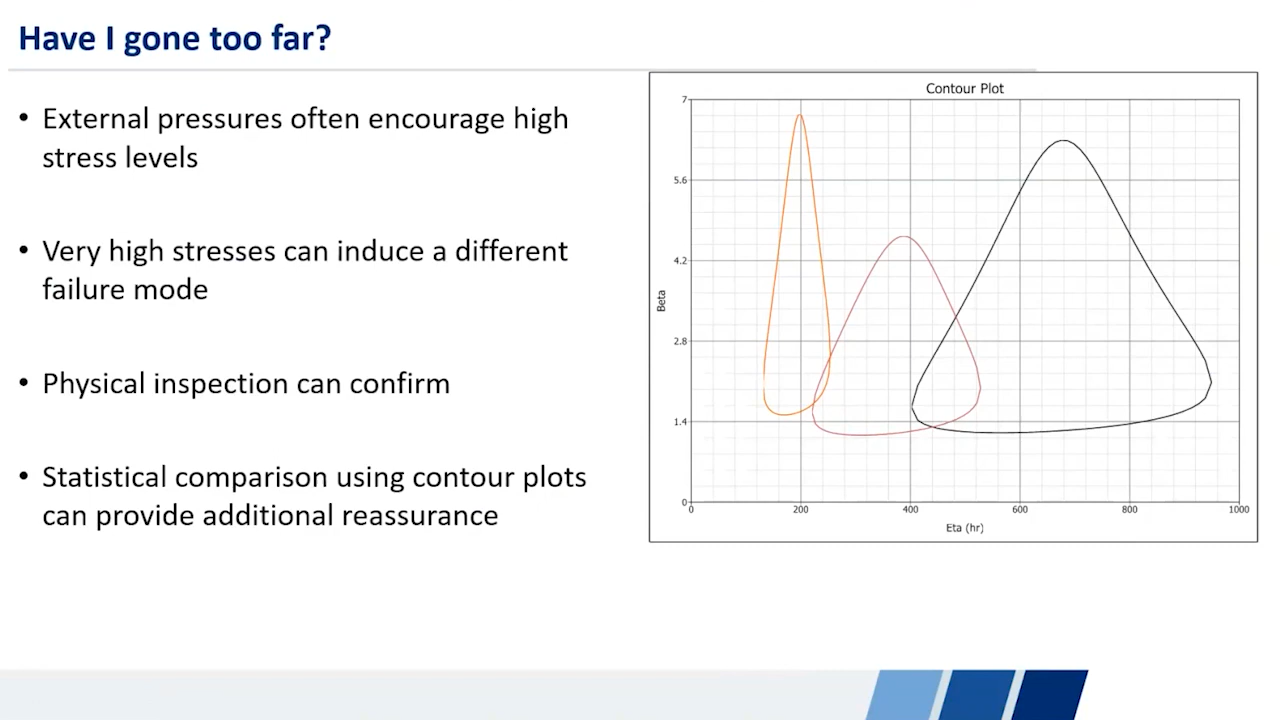 Have I gone too far?
• External pressures often encourage high
stress levels
• Very high stresses can induce a different
failure mode
• Physical inspection can confirm
• Statistical comparison using contour plots
can provide additional reassurance
Contour Plot
7
5.6
4.2
2.8
1.4
0
Beta
0 200 400 600 800 1000
Eta (hr)